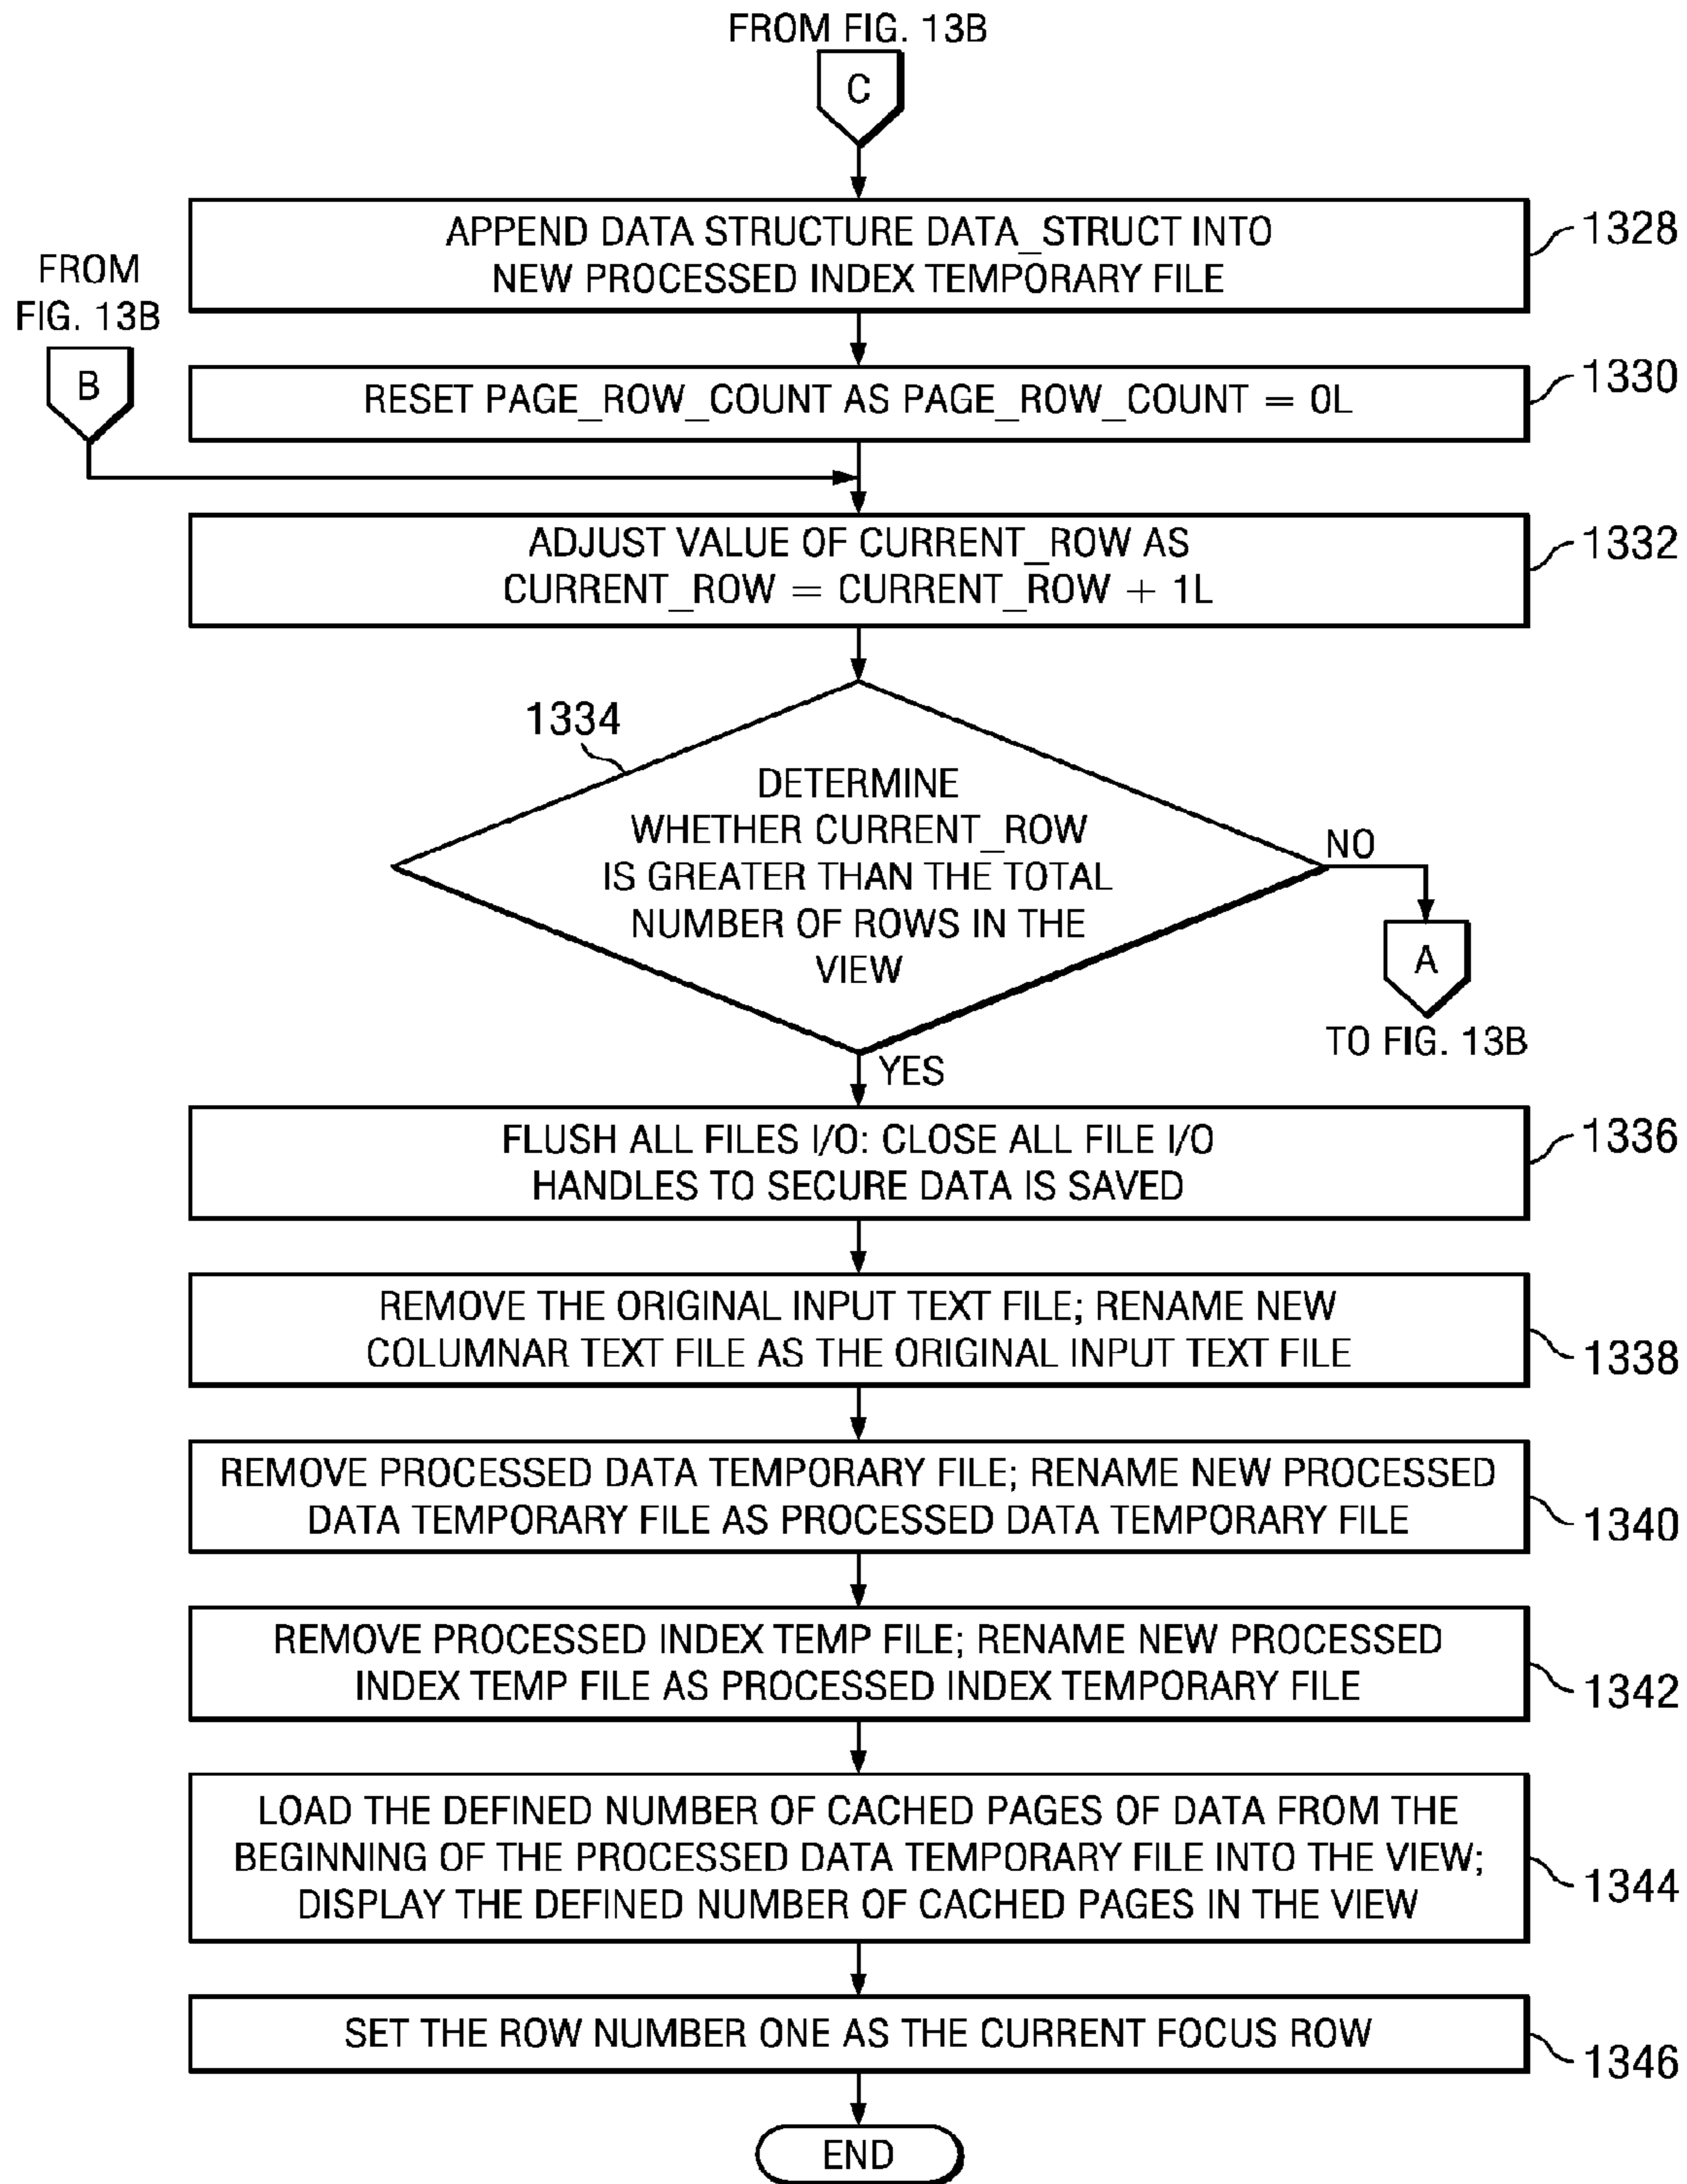 FROM FIG. 13B
C
APPEND DATA STRUCTURE DATA_STRUCT INTO
NEW PROCESSED INDEX TEMPORARY FILE
1328
FROM
FIG. 13B
B
RESET PAGE_ROW_COUNT AS PAGE_ROW_COUNT = 0L
1330
ADJUST VALUE OF CURRENT_ROW AS
CURRENT_ROW = CURRENT_ROW + 1L
1332
1334
DETERMINE
WHETHER CURRENT_ROW
IS GREATER THAN THE TOTAL
NUMBER OF ROWS IN THE
VIEW
NO
A
TO FIG. 13B
YES
FLUSH ALL FILES I/O: CLOSE ALL FILE I/O
HANDLES TO SECURE DATA IS SAVED
1336
REMOVE THE ORIGINAL INPUT TEXT FILE; RENAME NEW
COLUMNAR TEXT FILE AS THE ORIGINAL INPUT TEXT FILE
1338
REMOVE PROCESSED DATA TEMPORARY FILE; RENAME NEW PROCESSED
DATA TEMPORARY FILE AS PROCESSED DATA TEMPORARY FILE
1340
REMOVE PROCESSED INDEX TEMP FILE; RENAME NEW PROCESSED
INDEX TEMP FILE AS PROCESSED INDEX TEMPORARY FILE
1342
LOAD THE DEFINED NUMBER OF CACHED PAGES OF DATA FROM THE
BEGINNING OF THE PROCESSED DATA TEMPORARY FILE INTO THE VIEW;
DISPLAY THE DEFINED NUMBER OF CACHED PAGES IN THE VIEW
1344
SET THE ROW NUMBER ONE AS THE CURRENT FOCUS ROW
1346
END